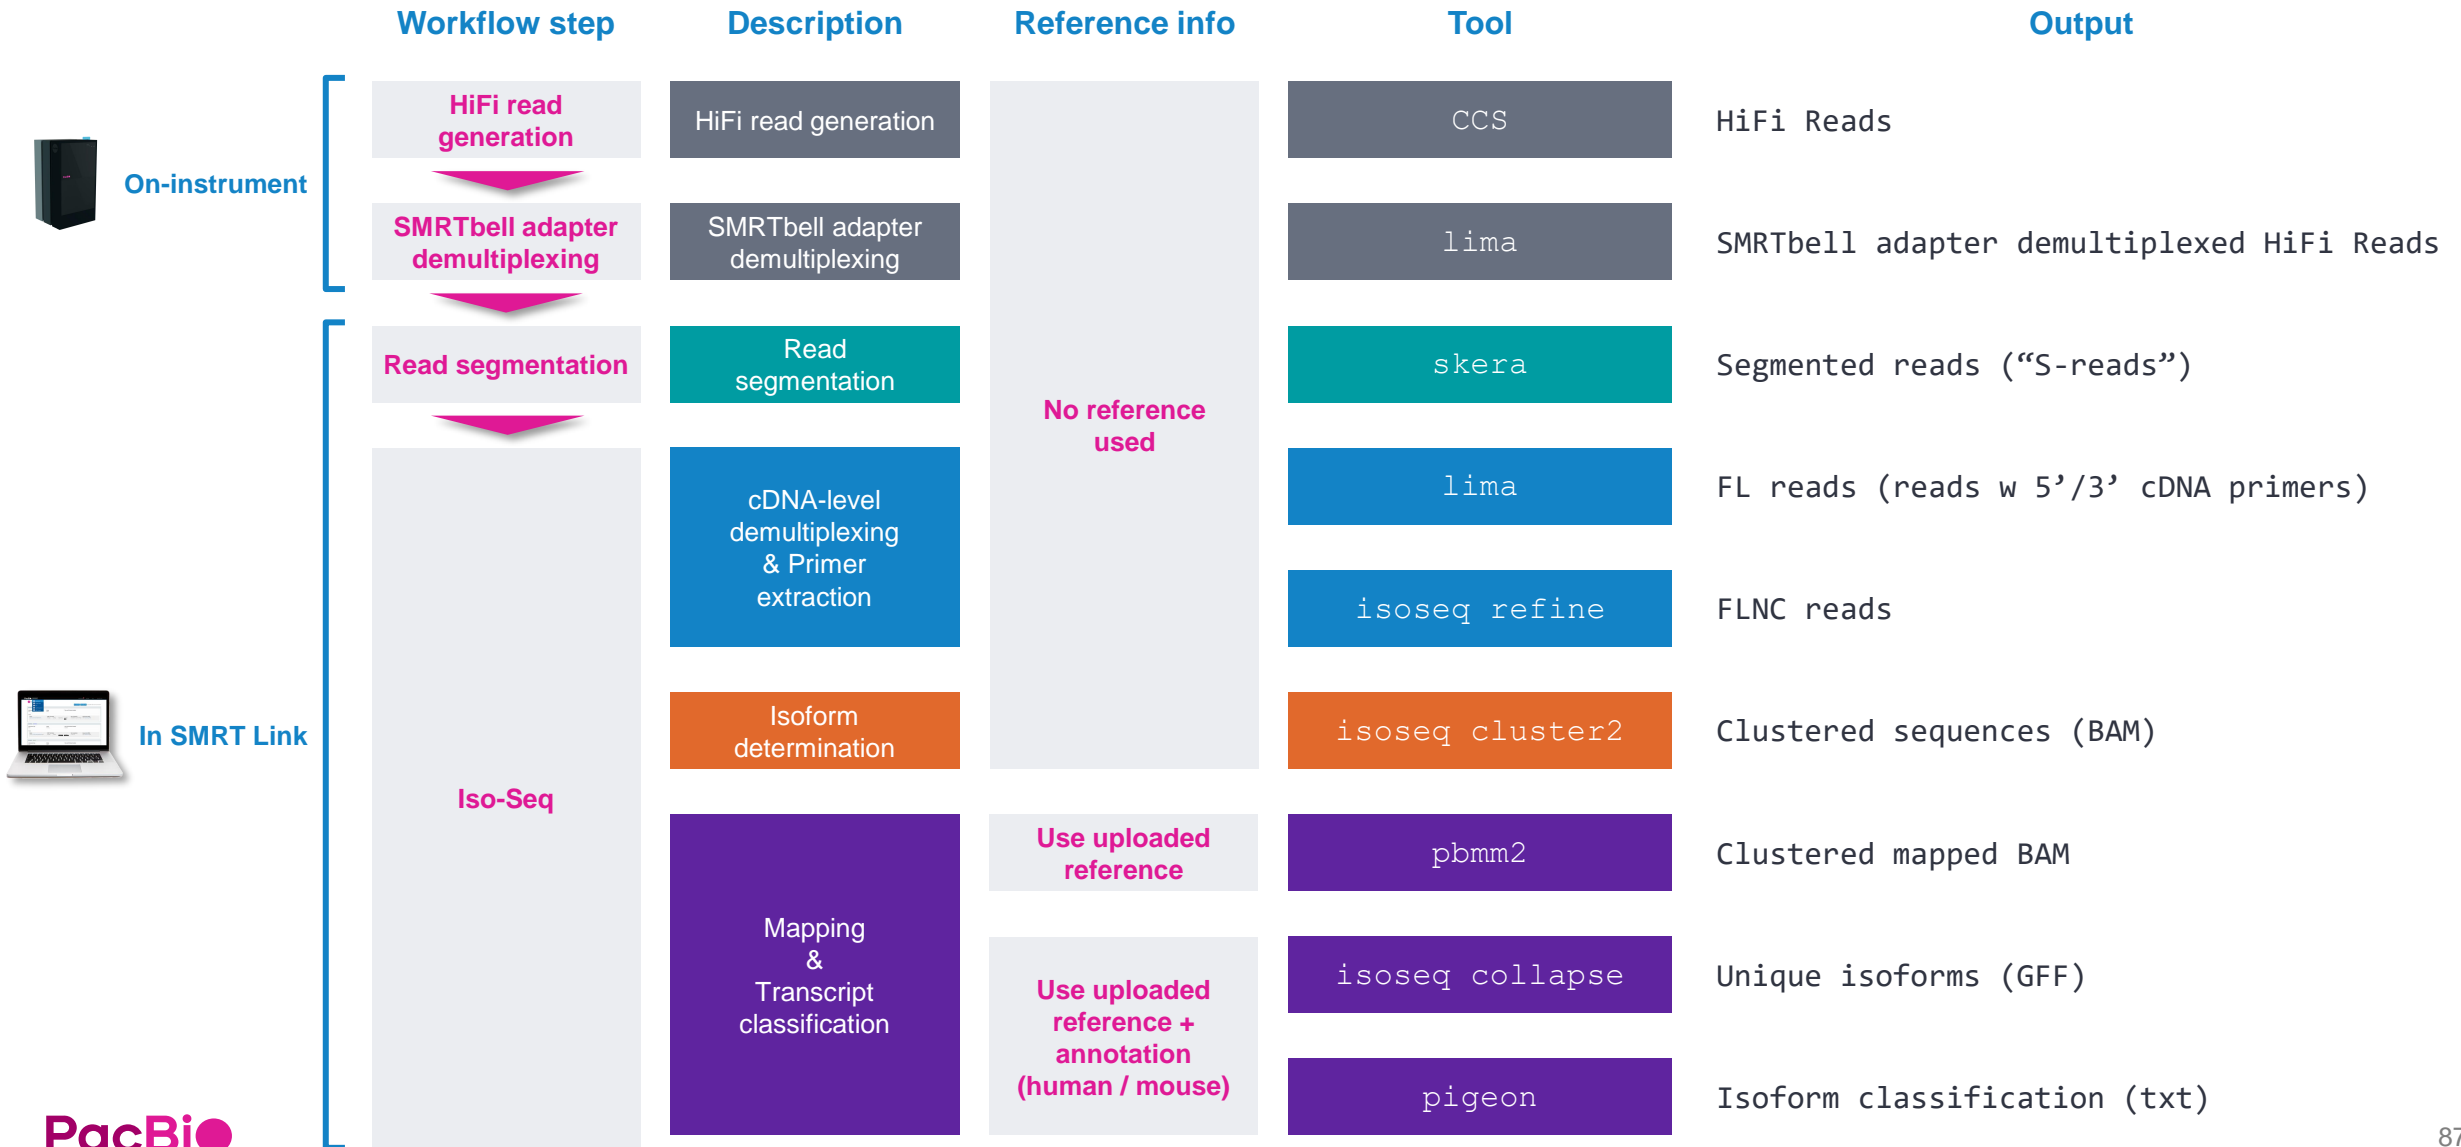 Workflow step
Description
Reference info
Tool
Output
On-instrument
HiFi read
generation
HiFi read generation
CCS
HiFi Reads
SMRTbell adapter
demultiplexing
SMRTbell adapter
demultiplexing
lima
SMRTbell adapter demultiplexed HiFi Reads
In SMRT Link
Read segmentation
Read
segmentation
No reference
used
skera
Segmented reads (“S-reads”)
Iso-Seq
cDNA-level
demultiplexing
& Primer
extraction
lima
FL reads (reads w 5’/3’ cDNA primers)
isoseq refine
FLNC reads
Isoform
determination
isoseq cluster2
Clustered sequences (BAM)
Mapping
&
Transcript
classification
Use uploaded
reference
pbmm2
Clustered mapped BAM
Use uploaded
reference +
annotation
(human / mouse)
isoseq collapse
Unique isoforms (GFF)
pigeon
Isoform classification (txt)
PacBio
87